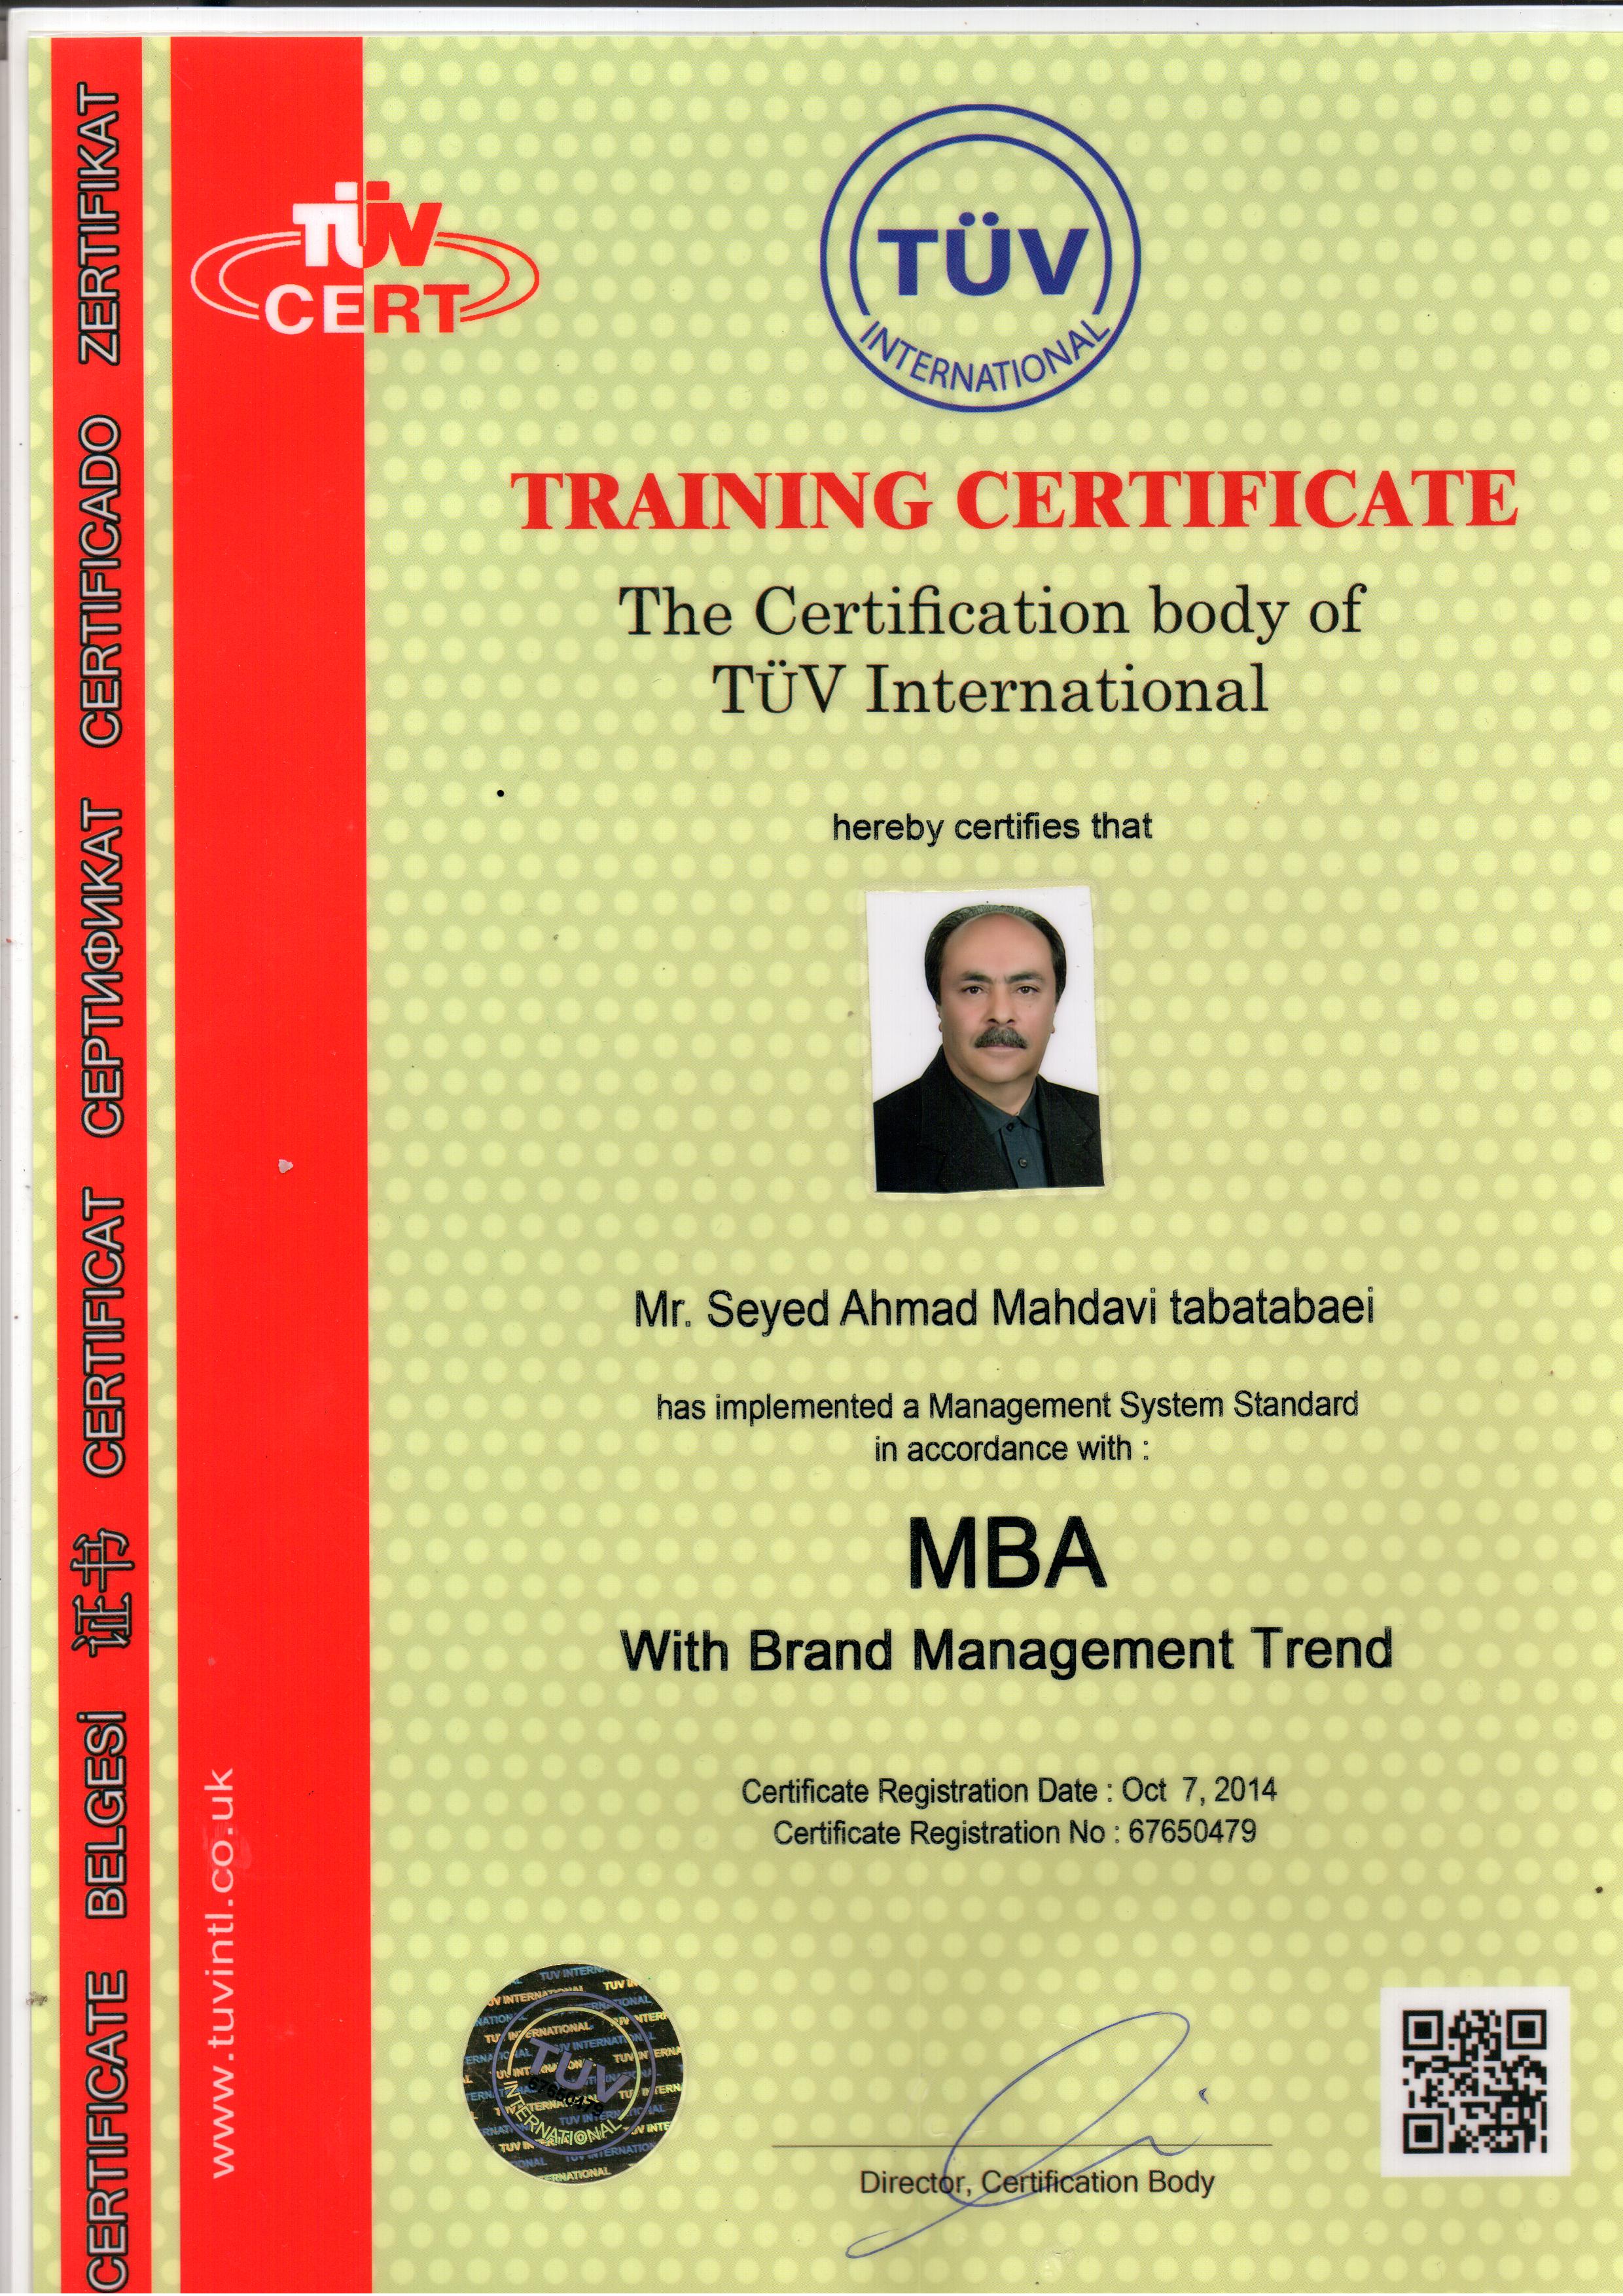 TÜV
CERT
TÜV
INTERNATIONAL
TRAINING CERTIFICATE
The Certification body of
TÜV International
hereby certifies that
Mr. Seyed Ahmad Mahdavi tabatabaei
has implemented a Management System Standard
in accordance with :
MBA
With Brand Management Trend
Certificate Registration Date : Oct 7, 2014
Certificate Registration No : 67650479
TUV
INTERNATIONAL
67650479
TUV INTERNATIONAL
Director, Certification Body
CERTIFICATE BELGESİ 证书 CERTIFICAT СЕРТИФИКАТ CERTIFICADO ZERTIFIKAT
www.tuvintl.co.uk